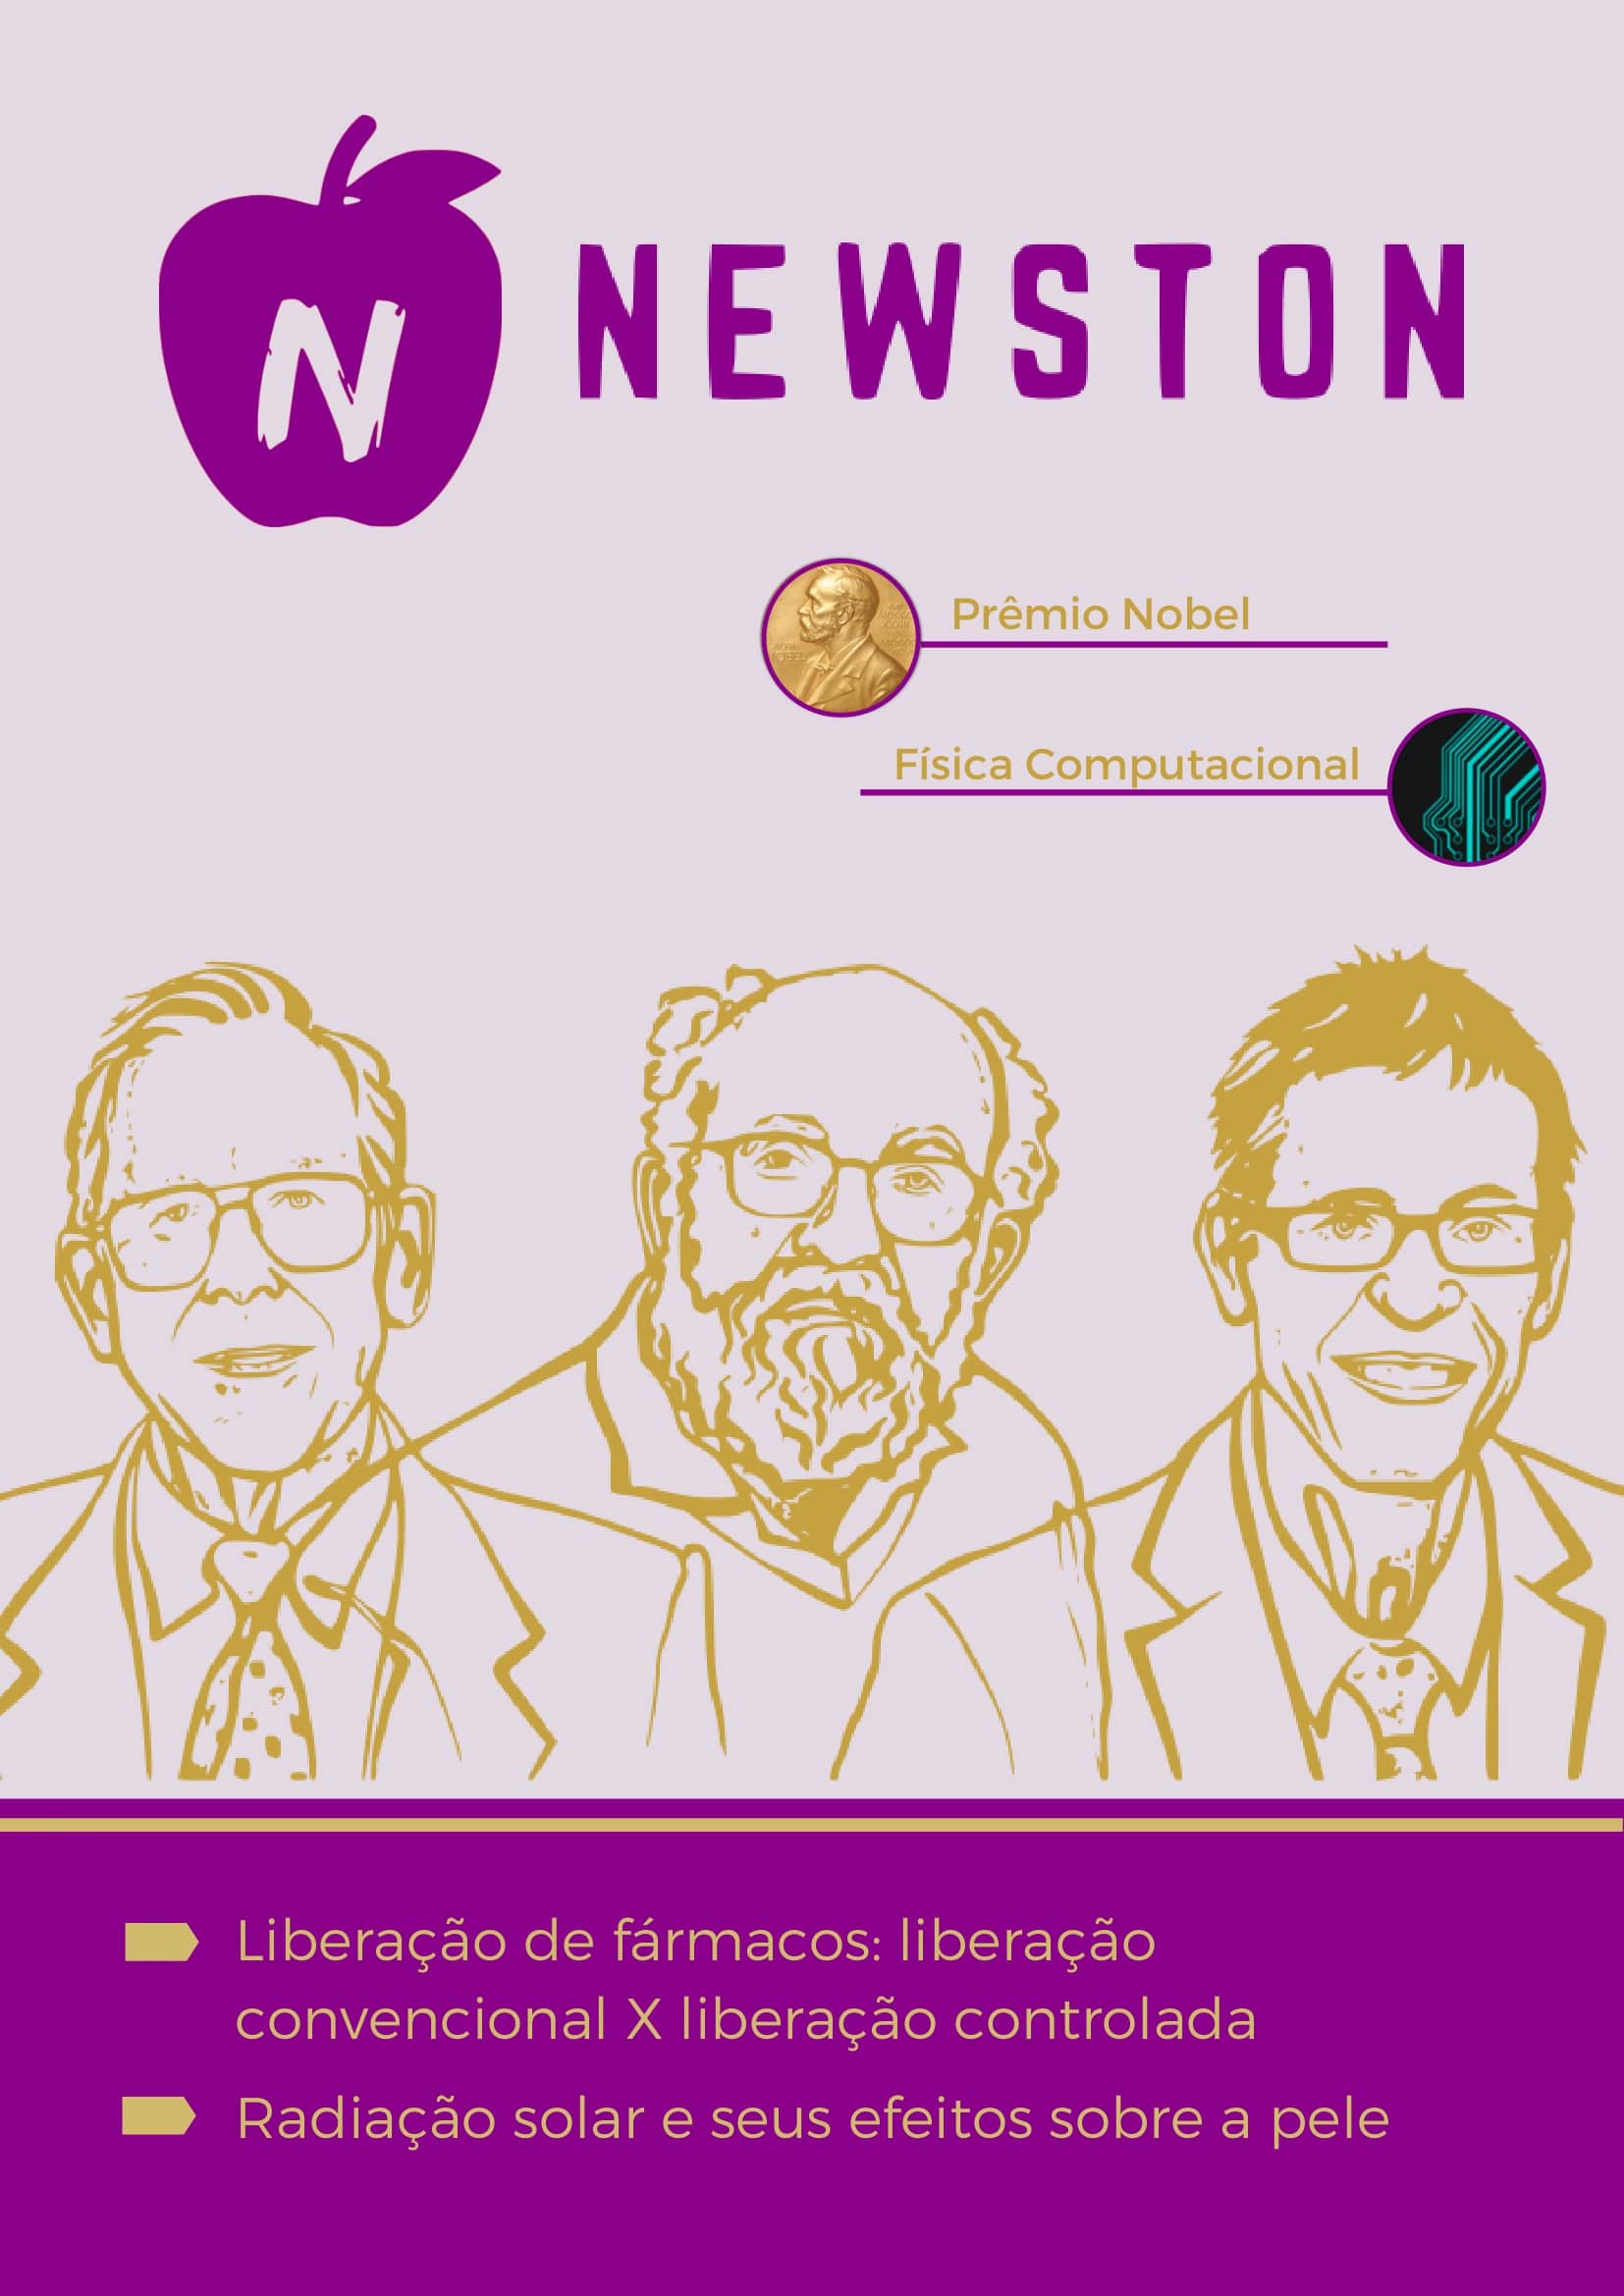 N
NEWSTON
Prêmio Nobel
Física Computacional
Liberação de fármacos: liberação
convencional X liberação controlada
Radiação solar e seus efeitos sobre a pele